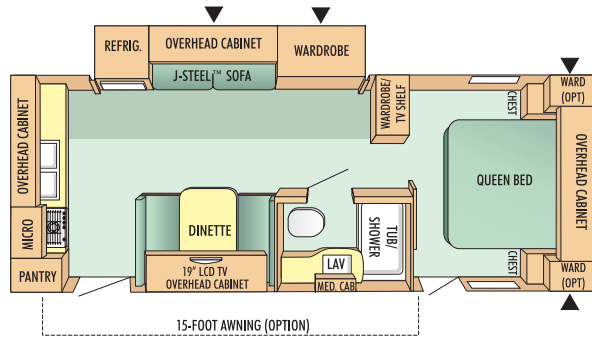 REFRIG.
OVERHEAD CABINET
WARDROBE
J-STEEL™ SOFA
WARDROBE/
TV SHELF
CHEST
WARD
(OPT)
OVERHEAD CABINET
QUEEN BED
OVERHEAD CABINET
MICRO
PANTRY
DINETTE
19" LCD TV
OVERHEAD CABINET
TUB/
SHOWER
LAV
MED. CAB.
CHEST
WARD
(OPT)
15-FOOT AWNING (OPTION)